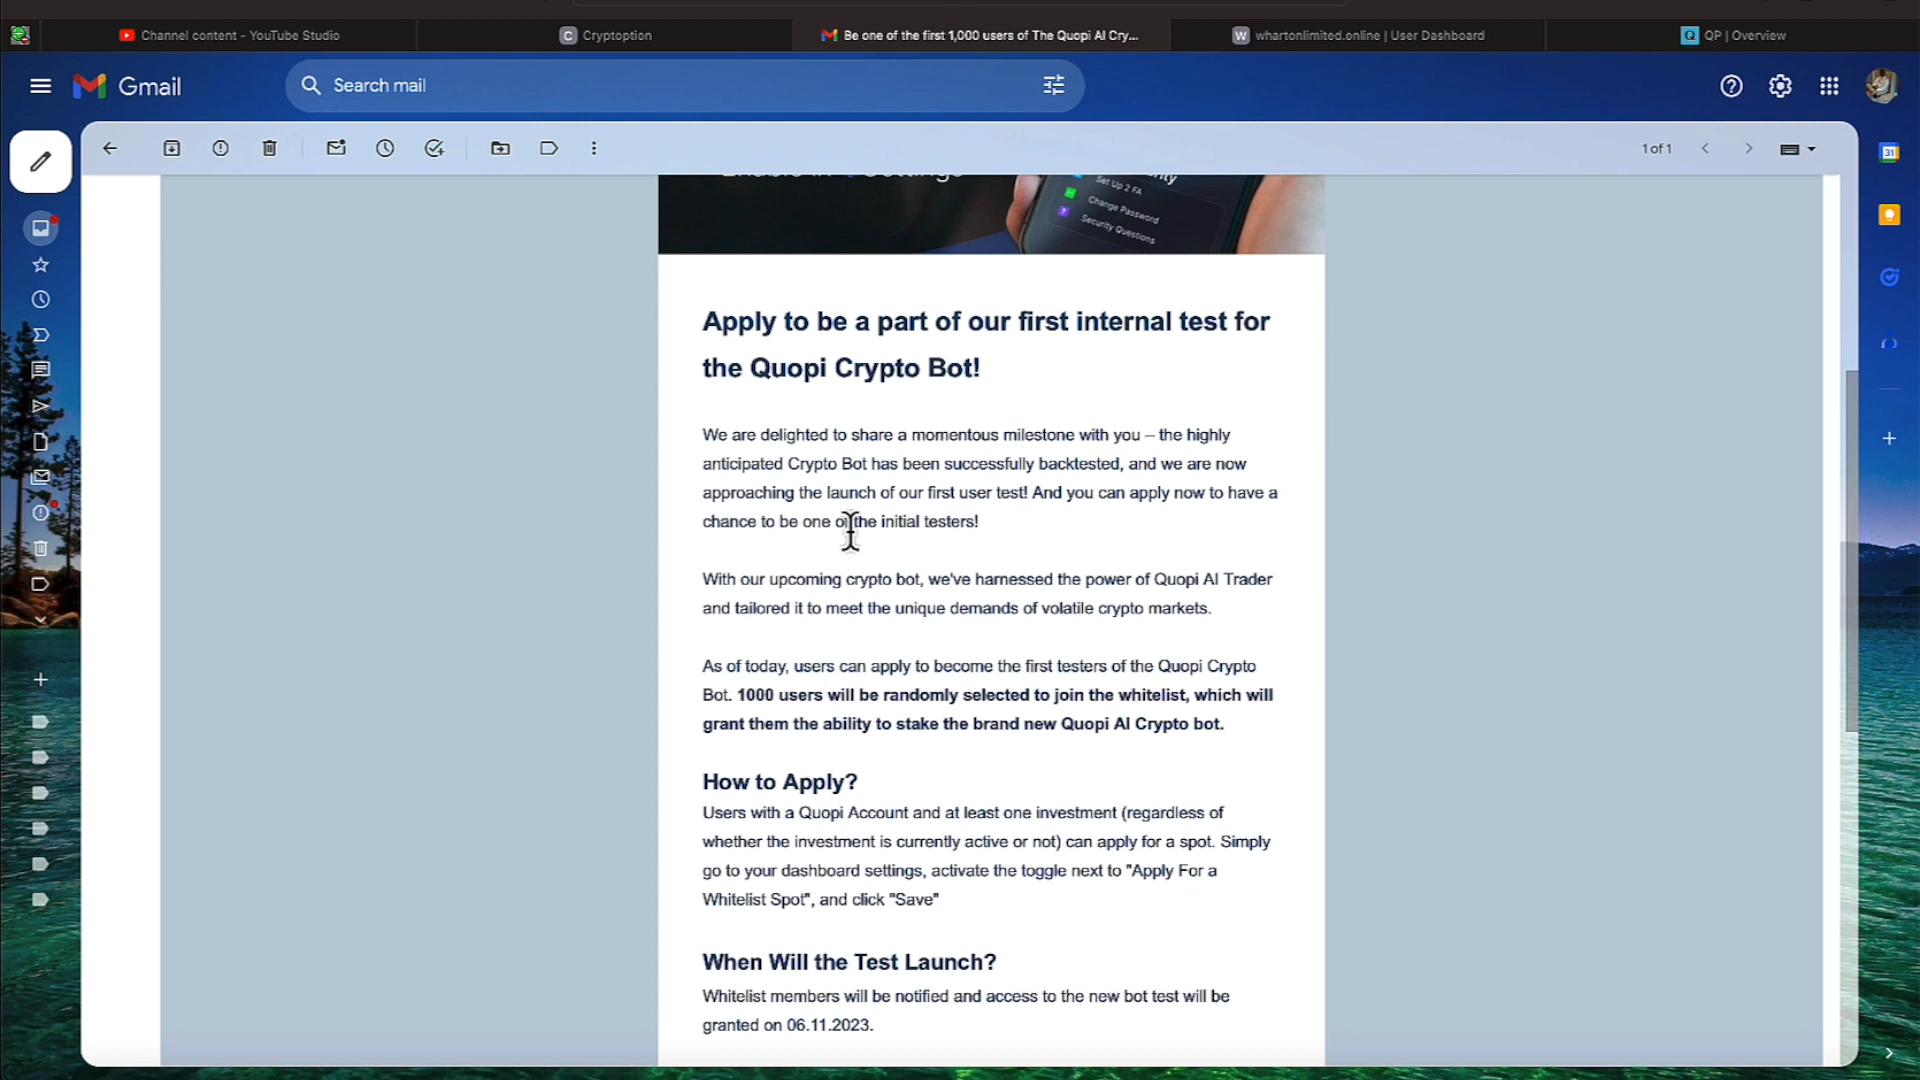 Channel content - YouTube Studio
Cryptoption
Be one of the first 1,000 users of The Quopi AI Cry...
whartonlimited.online | User Dashboard
QP | Overview
Gmail
Search mail
1 of 1
Set Up 2 FA
Change Password
Security Questions
Apply to be a part of our first internal test for
the Quopi Crypto Bot!
We are delighted to share a momentous milestone with you – the highly
anticipated Crypto Bot has been successfully backtested, and we are now
approaching the launch of our first user test! And you can apply now to have a
chance to be one of the initial testers!
With our upcoming crypto bot, we've harnessed the power of Quopi AI Trader
and tailored it to meet the unique demands of volatile crypto markets.
As of today, users can apply to become the first testers of the Quopi Crypto
Bot. 1000 users will be randomly selected to join the whitelist, which will
grant them the ability to stake the brand new Quopi AI Crypto bot.
How to Apply?
Users with a Quopi Account and at least one investment (regardless of
whether the investment is currently active or not) can apply for a spot. Simply
go to your dashboard settings, activate the toggle next to "Apply For a
Whitelist Spot", and click "Save"
When Will the Test Launch?
Whitelist members will be notified and access to the new bot test will be
granted on 06.11.2023.